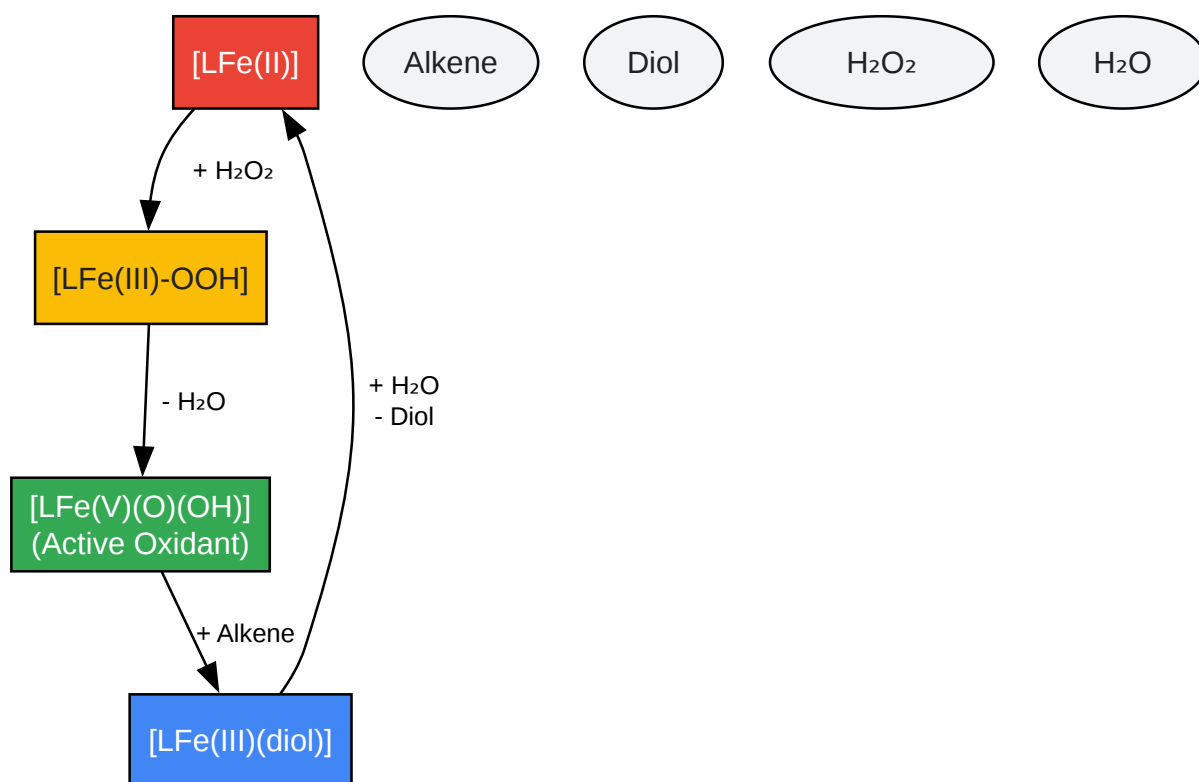 [LFe(II)]
Alkene
Diol
H₂O₂
H₂O
+ H₂O₂
[LFe(III)-OOH]
- H₂O
+ H₂O
- Diol
[LFe(V)(O)(OH)]
(Active Oxidant)
+ Alkene
[LFe(III)(diol)]